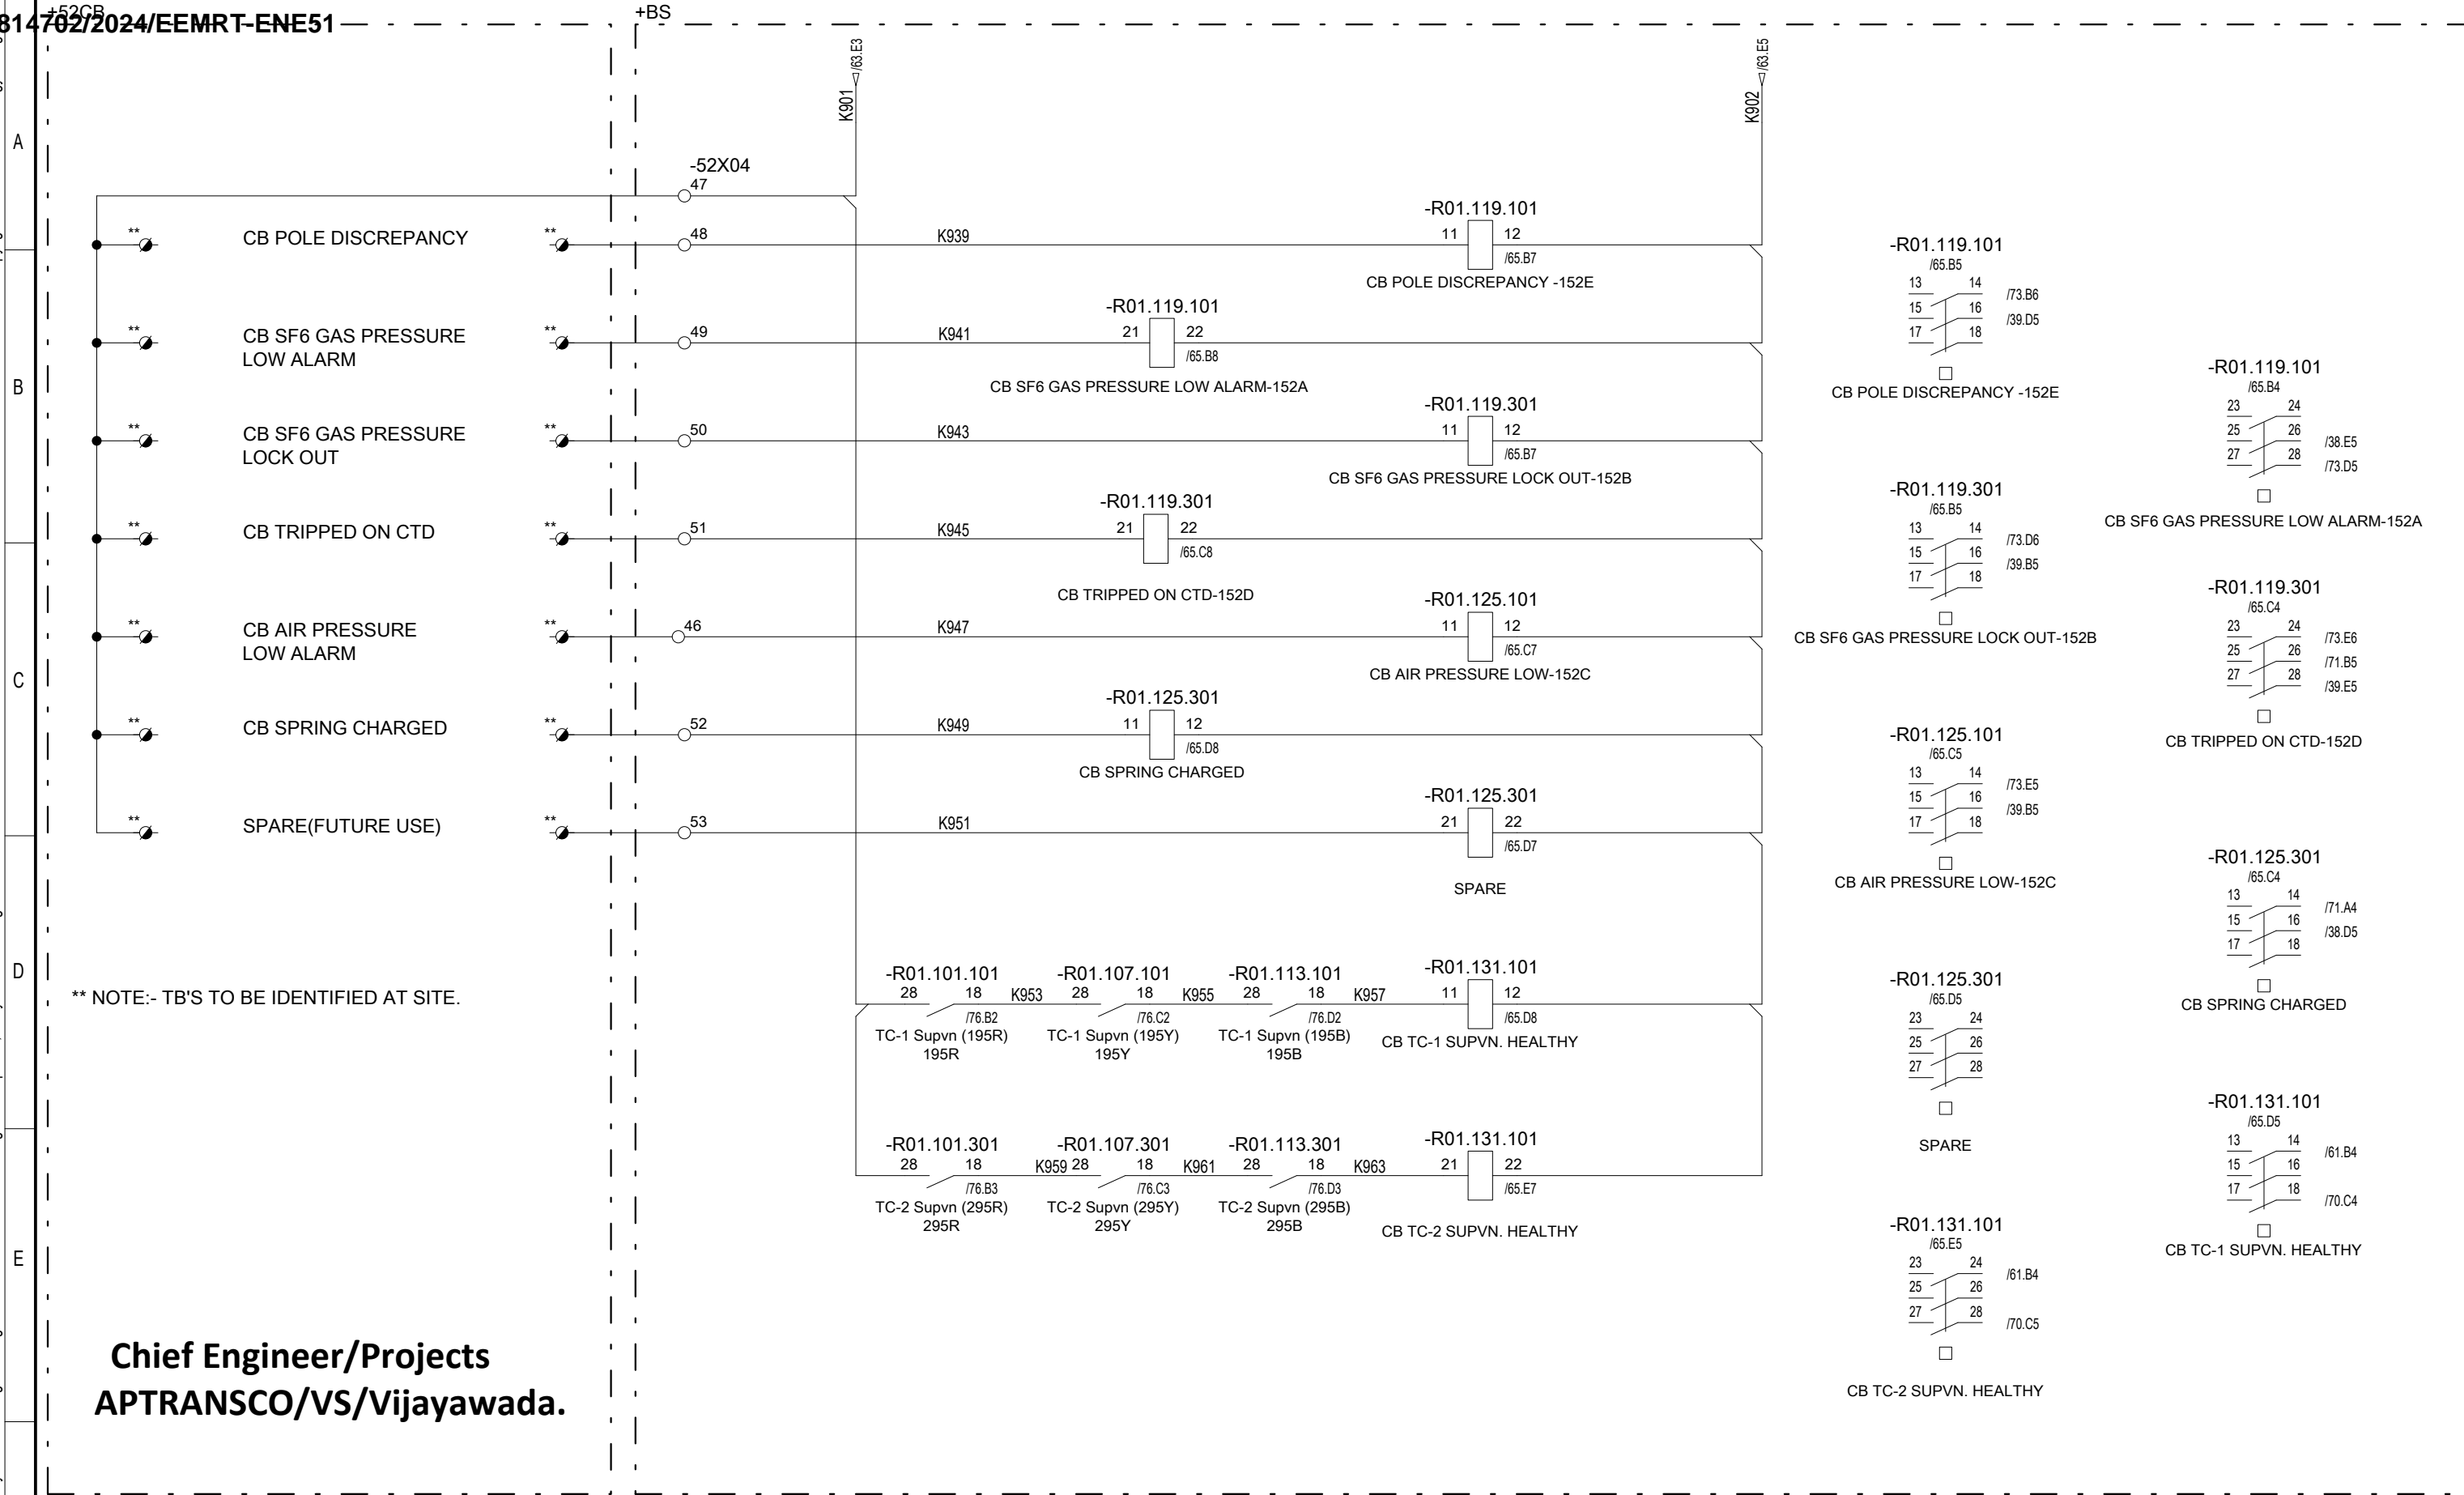 +52CB
814702/2024/EEMRT-ENE51
+BS
/63.E3
K901
/63.E5
K902
A
B
C
D
E
-52X04
47
** CB POLE DISCREPANCY ** 48 K939
-R01.119.101
11 12
/65.B7
CB POLE DISCREPANCY -152E
** CB SF6 GAS PRESSURE ** 49 K941
LOW ALARM
-R01.119.101
21 22
/65.B8
CB SF6 GAS PRESSURE LOW ALARM-152A
** CB SF6 GAS PRESSURE ** 50 K943
LOCK OUT
-R01.119.301
11 12
/65.B7
CB SF6 GAS PRESSURE LOCK OUT-152B
** CB TRIPPED ON CTD ** 51 K945
-R01.119.301
21 22
/65.C8
CB TRIPPED ON CTD-152D
** CB AIR PRESSURE ** 46 K947
LOW ALARM
-R01.125.101
11 12
/65.C7
CB AIR PRESSURE LOW-152C
** CB SPRING CHARGED ** 52 K949
-R01.125.301
11 12
/65.D8
CB SPRING CHARGED
** SPARE(FUTURE USE) ** 53 K951
-R01.125.301
21 22
/65.D7
SPARE
** NOTE:- TB'S TO BE IDENTIFIED AT SITE.
-R01.101.101 -R01.107.101 -R01.113.101 -R01.131.101
28 18 K953 28 18 K955 28 18 K957 11 12
/76.B2 /76.C2 /76.D2 /65.D8
TC-1 Supvn (195R) TC-1 Supvn (195Y) TC-1 Supvn (195B) CB TC-1 SUPVN. HEALTHY
195R 195Y 195B
-R01.101.301 -R01.107.301 -R01.113.301 -R01.131.101
28 18 K959 28 18 K961 28 18 K963 21 22
/76.B3 /76.C3 /76.D3 /65.E7
TC-2 Supvn (295R) TC-2 Supvn (295Y) TC-2 Supvn (295B) CB TC-2 SUPVN. HEALTHY
295R 295Y 295B
-R01.119.101
/65.B5
13 14 /73.B6
15 16 /39.D5
17 18
CB POLE DISCREPANCY -152E
-R01.119.301
/65.B5
13 14 /73.D6
15 16 /39.B5
17 18
CB SF6 GAS PRESSURE LOCK OUT-152B
-R01.125.101
/65.C5
13 14 /73.E5
15 16 /39.B5
17 18
CB AIR PRESSURE LOW-152C
-R01.125.301
/65.D5
23 24
25 26
27 28
SPARE
-R01.131.101
/65.E5
23 24 /61.B4
25 26
27 28 /70.C5
CB TC-2 SUPVN. HEALTHY
-R01.119.101
/65.B4
23 24
25 26 /38.E5
27 28 /73.D5
CB SF6 GAS PRESSURE LOW ALARM-152A
-R01.119.301
/65.C4
23 24 /73.E6
25 26 /71.B5
27 28 /39.E5
CB TRIPPED ON CTD-152D
-R01.125.301
/65.C4
13 14 /71.A4
15 16 /38.D5
17 18
CB SPRING CHARGED
-R01.131.101
/65.D5
13 14 /61.B4
15 16
17 18 /70.C4
CB TC-1 SUPVN. HEALTHY
Chief Engineer/Projects
APTRANSCO/VS/Vijayawada.